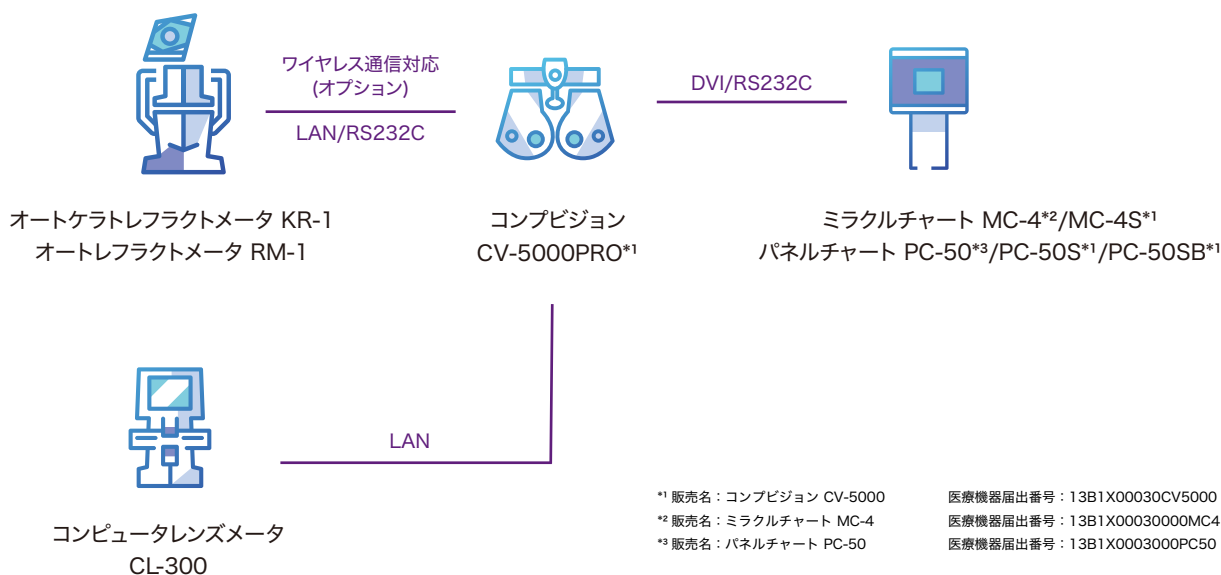 ワイヤレス通信対応
(オプション)
LAN/RS232C
DVI/RS232C
オートケラトレフラクトメータ KR-1
オートレフラクトメータ RM-1
コンプビジョン
CV-5000PRO*¹
ミラクルチャート MC-4*²/MC-4S*¹
パネルチャート PC-50*³/PC-50S*¹/PC-50SB*¹
LAN
コンピュータレンズメータ
CL-300
*¹ 販売名：コンプビジョン CV-5000 医療機器届出番号：13B1X00030CV5000
*² 販売名：ミラクルチャート MC-4 医療機器届出番号：13B1X00030000MC4
*³ 販売名：パネルチャート PC-50 医療機器届出番号：13B1X0003000PC50